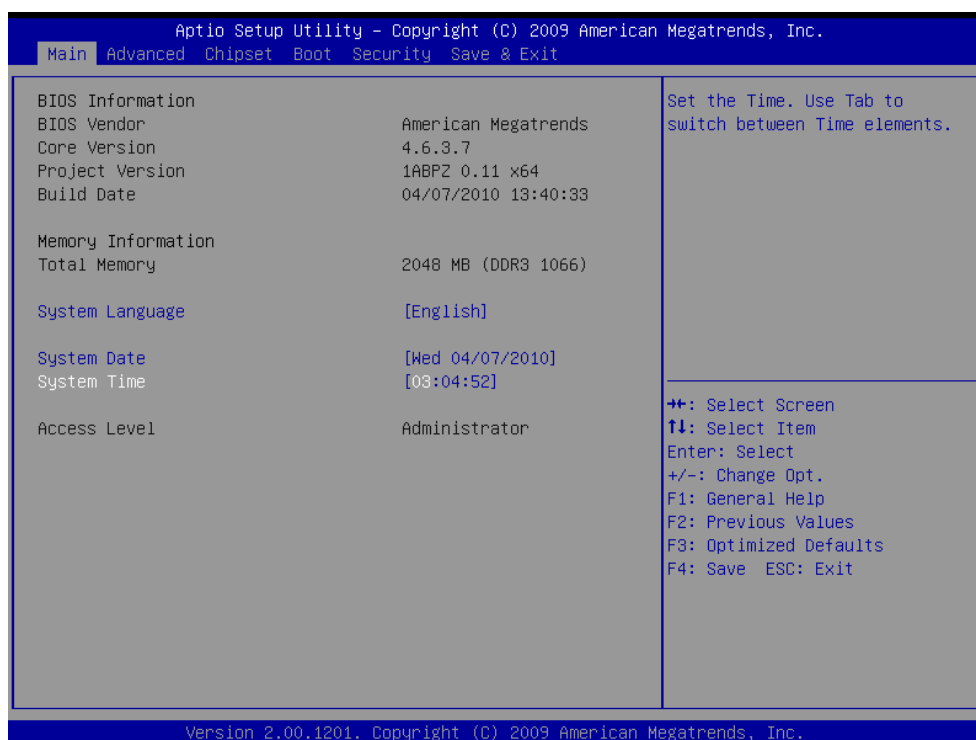 Aptio Setup Utility – Copyright (C) 2009 American Megatrends, Inc.
Main Advanced Chipset Boot Security Save & Exit
BIOS Information
BIOS Vendor American Megatrends
Core Version 4.6.3.7
Project Version 1ABPZ 0.11 x64
Build Date 04/07/2010 13:40:33
Memory Information
Total Memory 2048 MB (DDR3 1066)
System Language [English]
System Date [Wed 04/07/2010]
System Time [03:04:52]
Access Level Administrator
Set the Time. Use Tab to
switch between Time elements.
→←: Select Screen
↑↓: Select Item
Enter: Select
+/-: Change Opt.
F1: General Help
F2: Previous Values
F3: Optimized Defaults
F4: Save ESC: Exit
Version 2.00.1201. Copyright (C) 2009 American Megatrends, Inc.